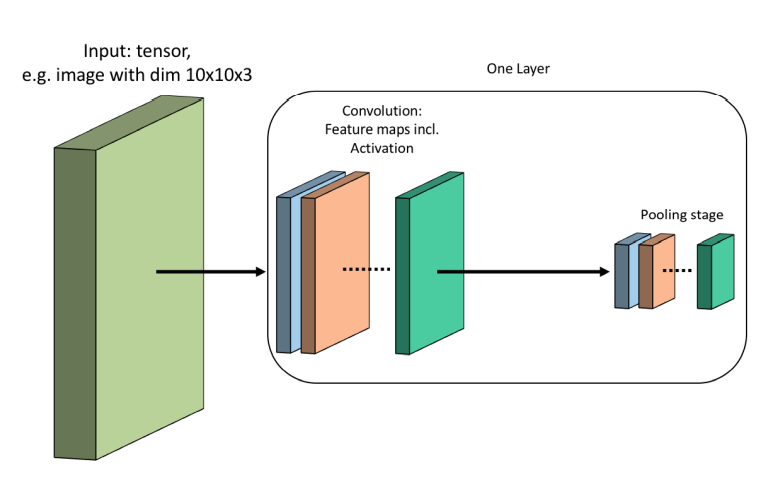 Input: tensor,
e.g. image with dim 10x10x3
One Layer
Convolution:
Feature maps incl.
Activation
Pooling stage